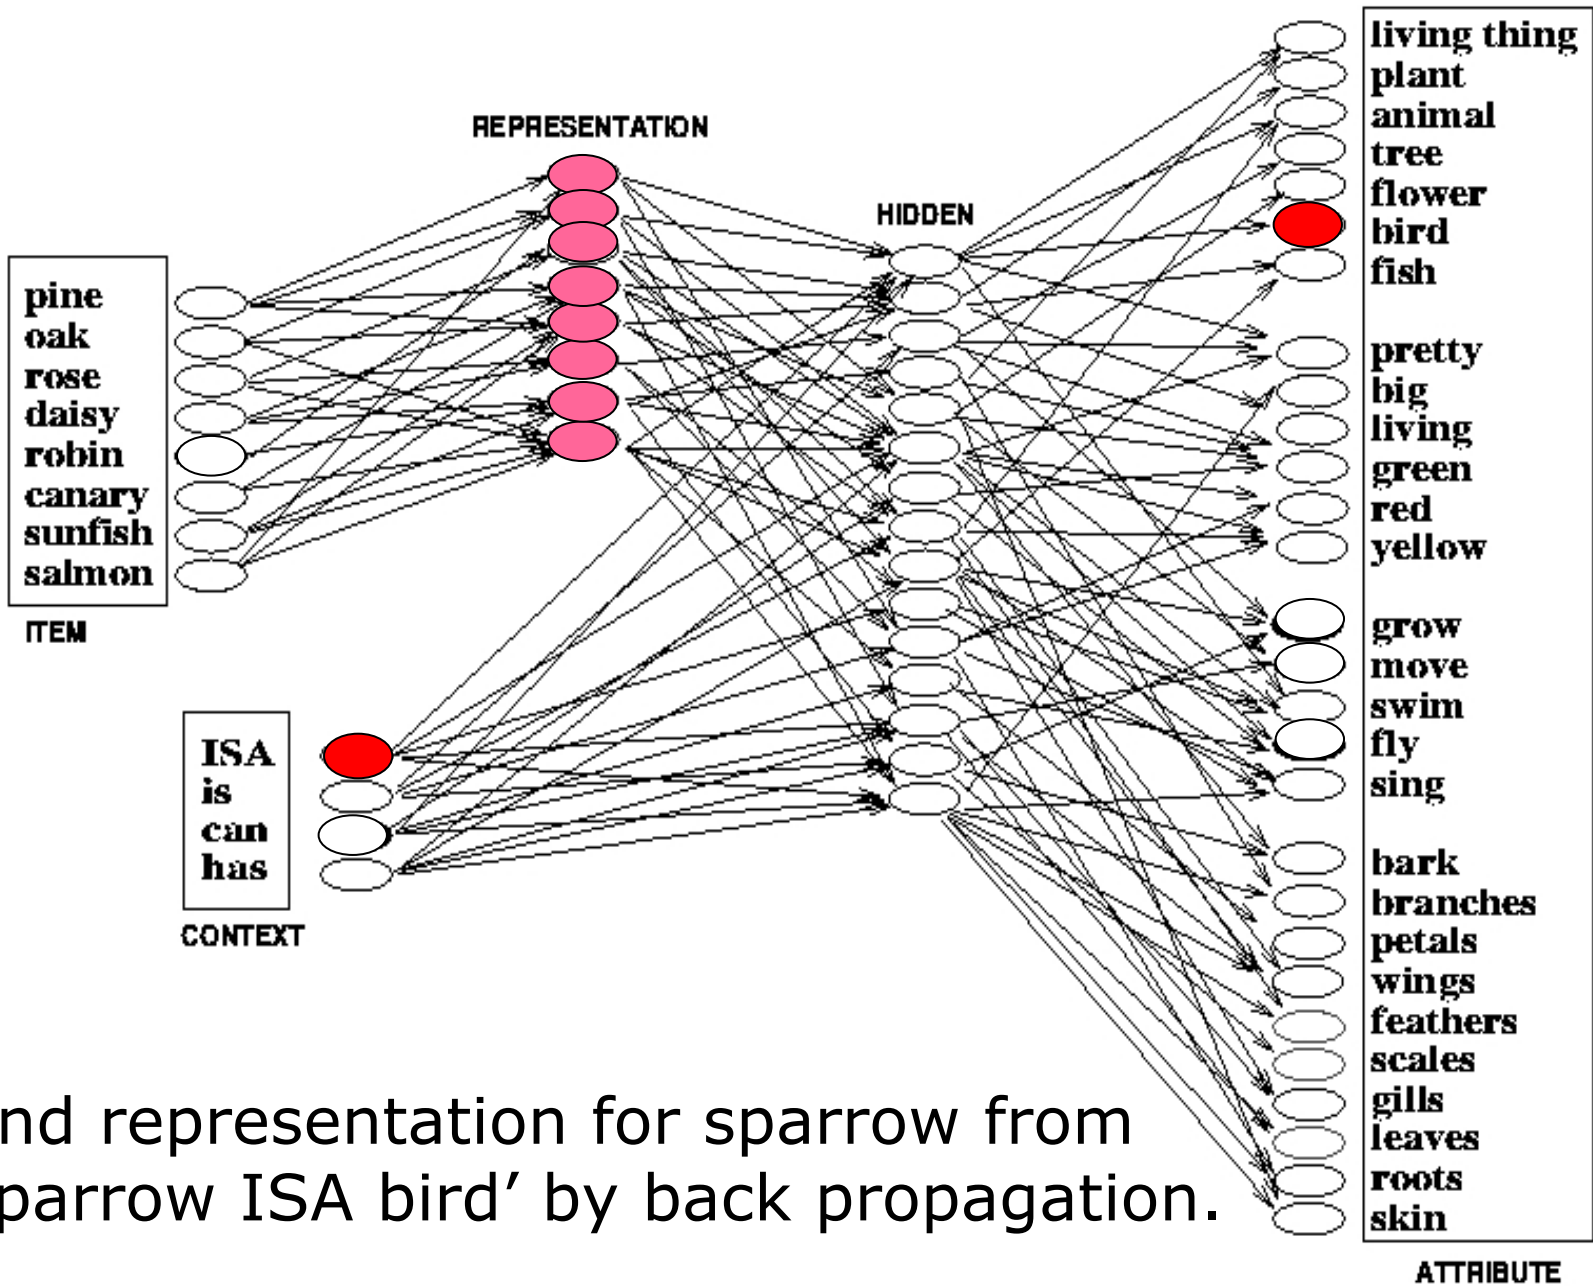 REPRESENTATION
HIDDEN
pine
oak
rose
daisy
robin
canary
sunfish
salmon
ITEM
ISA
is
can
has
CONTEXT
living thing
plant
animal
tree
flower
bird
fish
pretty
big
living
green
red
yellow
grow
move
swim
fly
sing
bark
branches
petals
wings
feathers
scales
gills
leaves
roots
skin
ATTRIBUTE
nd representation for sparrow from
parrow ISA bird’ by back propagation.